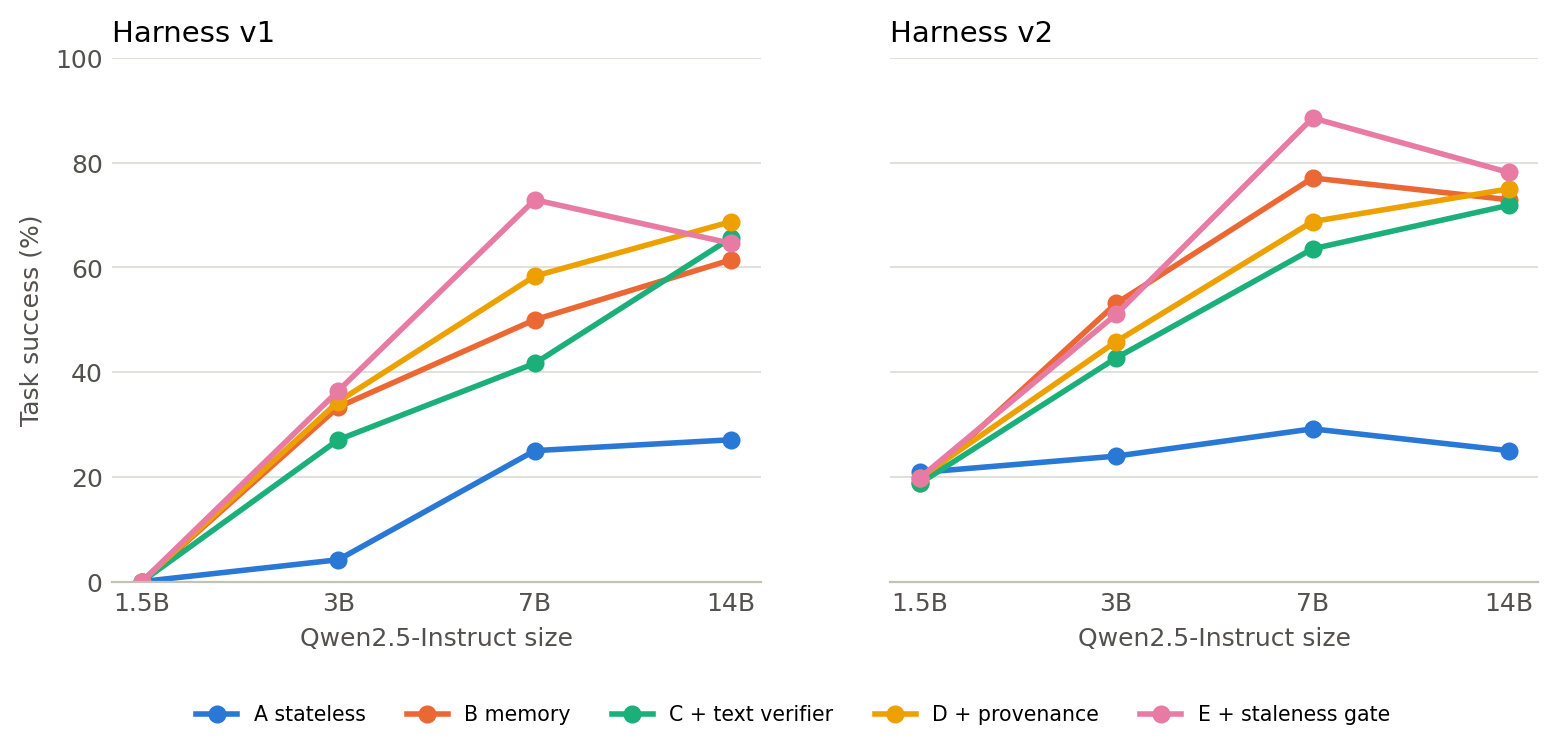 Harness v1
Harness v2
Task success (%)
100
80
60
40
20
0
1.5B 3B 7B 14B
1.5B 3B 7B 14B
Qwen2.5-Instruct size
Qwen2.5-Instruct size
A stateless B memory C + text verifier D + provenance E + staleness gate